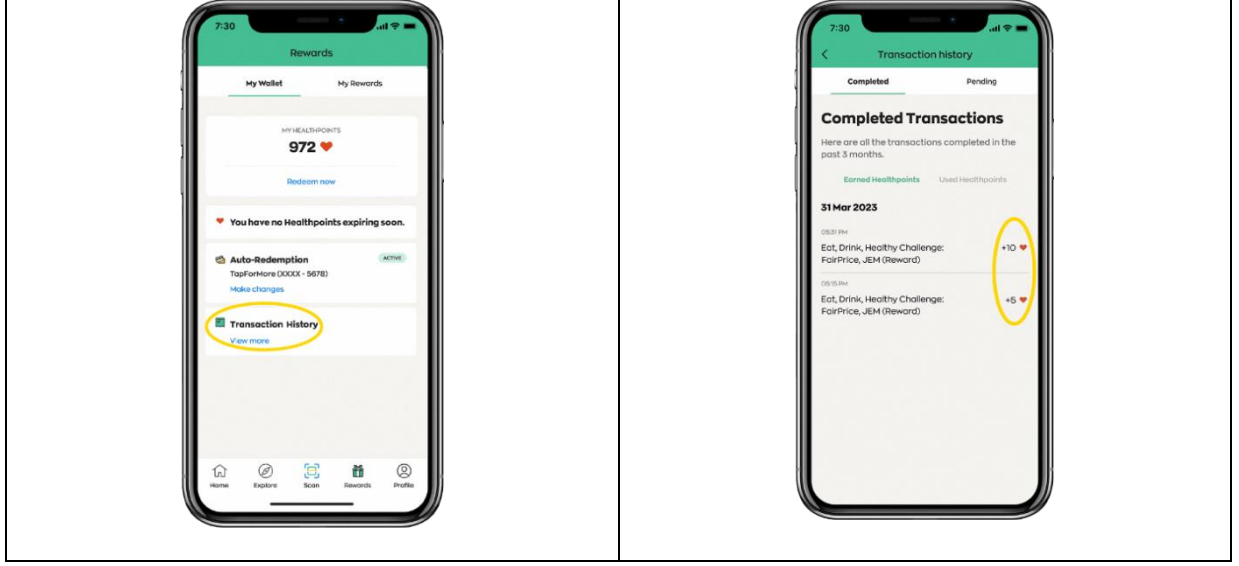 7:30
Rewards
My Wallet My Rewards
MY HEALTHPOINTS
972
Redeem now
You have no Healthpoints expiring soon.
Auto-Redemption ACTIVE
TapForMore (XXXX - 5678)
Make changes
Transaction History
View more
Home Explore Scan Rewards Profile
7:30
Transaction history
Completed Pending
Completed Transactions
Here are all the transactions completed in the
past 3 months.
Earned Healthpoints Used Healthpoints
31 Mar 2023
05:31 PM
Eat, Drink, Healthy Challenge: +10
FairPrice, JEM (Reward)
05:15 PM
Eat, Drink, Healthy Challenge: +5
FairPrice, JEM (Reward)